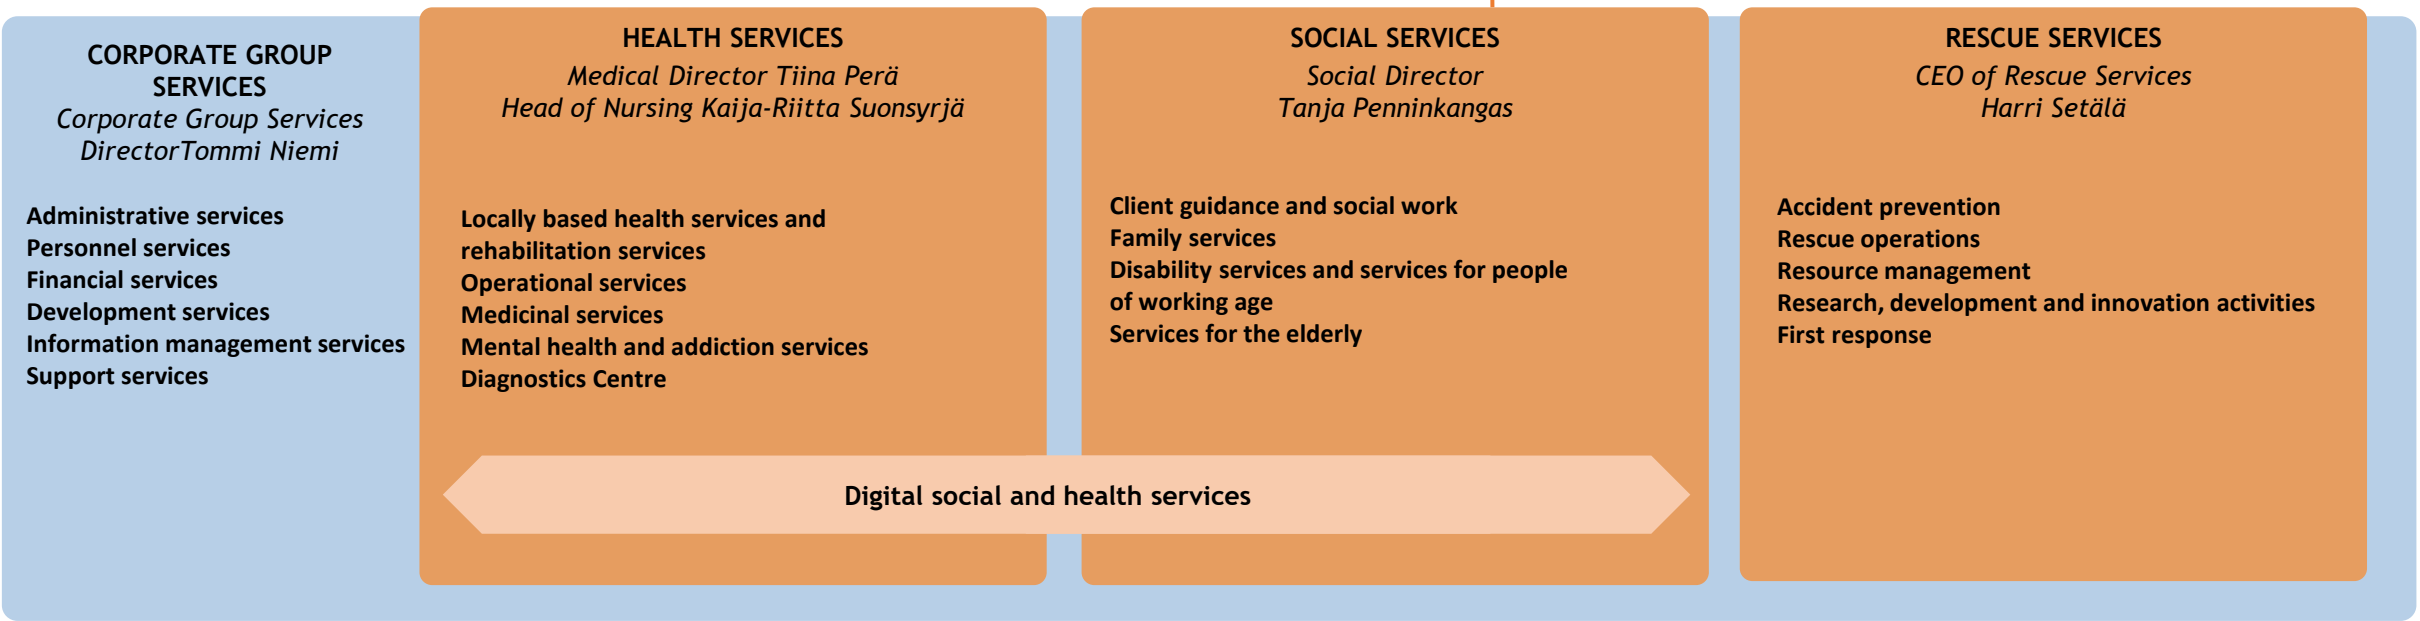 CORPORATE GROUP
SERVICES
Corporate Group Services
DirectorTommi Niemi
Administrative services
Personnel services
Financial services
Development services
Information management services
Support services
HEALTH SERVICES
Medical Director Tiina Perä
Head of Nursing Kaija-Riitta Suonsyrjä
Locally based health services and
rehabilitation services
Operational services
Medicinal services
Mental health and addiction services
Diagnostics Centre
SOCIAL SERVICES
Social Director
Tanja Penninkangas
Client guidance and social work
Family services
Disability services and services for people
of working age
Services for the elderly
RESCUE SERVICES
CEO of Rescue Services
Harri Setälä
Accident prevention
Rescue operations
Resource management
Research, development and innovation activities
First response
Digital social and health services